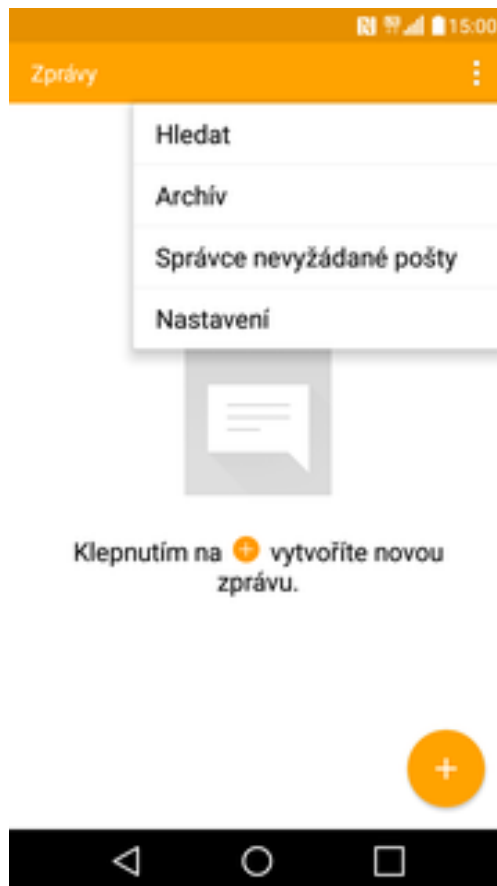 15:00
Zprávy
Hledat
Archív
Správce nevyžádané pošty
Nastavení
Klepnutím na + vytvoříte novou
zprávu.